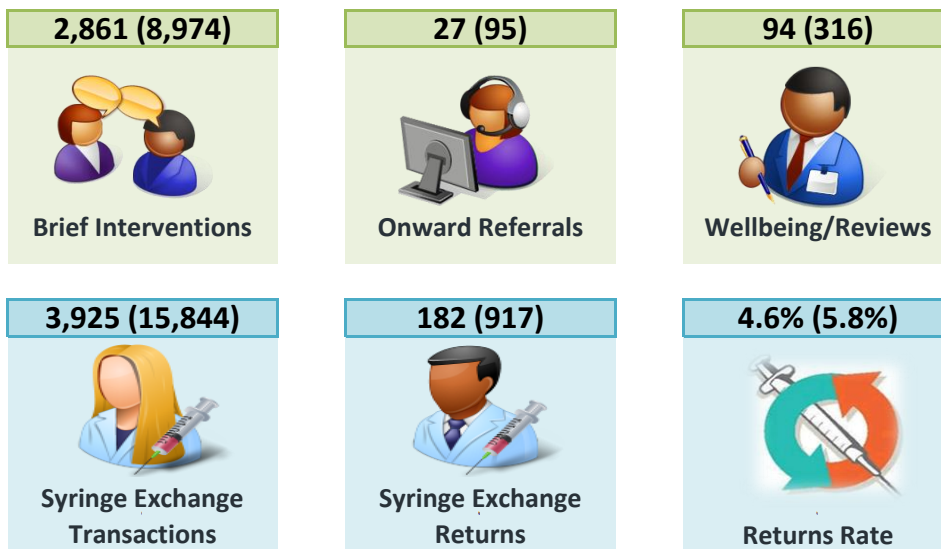 2,861 (8,974)
27 (95)
94 (316)
Brief Interventions
Onward Referrals
Wellbeing/Reviews
3,925 (15,844)
182 (917)
4.6% (5.8%)
Syringe Exchange
Transactions
Syringe Exchange
Returns
Returns Rate